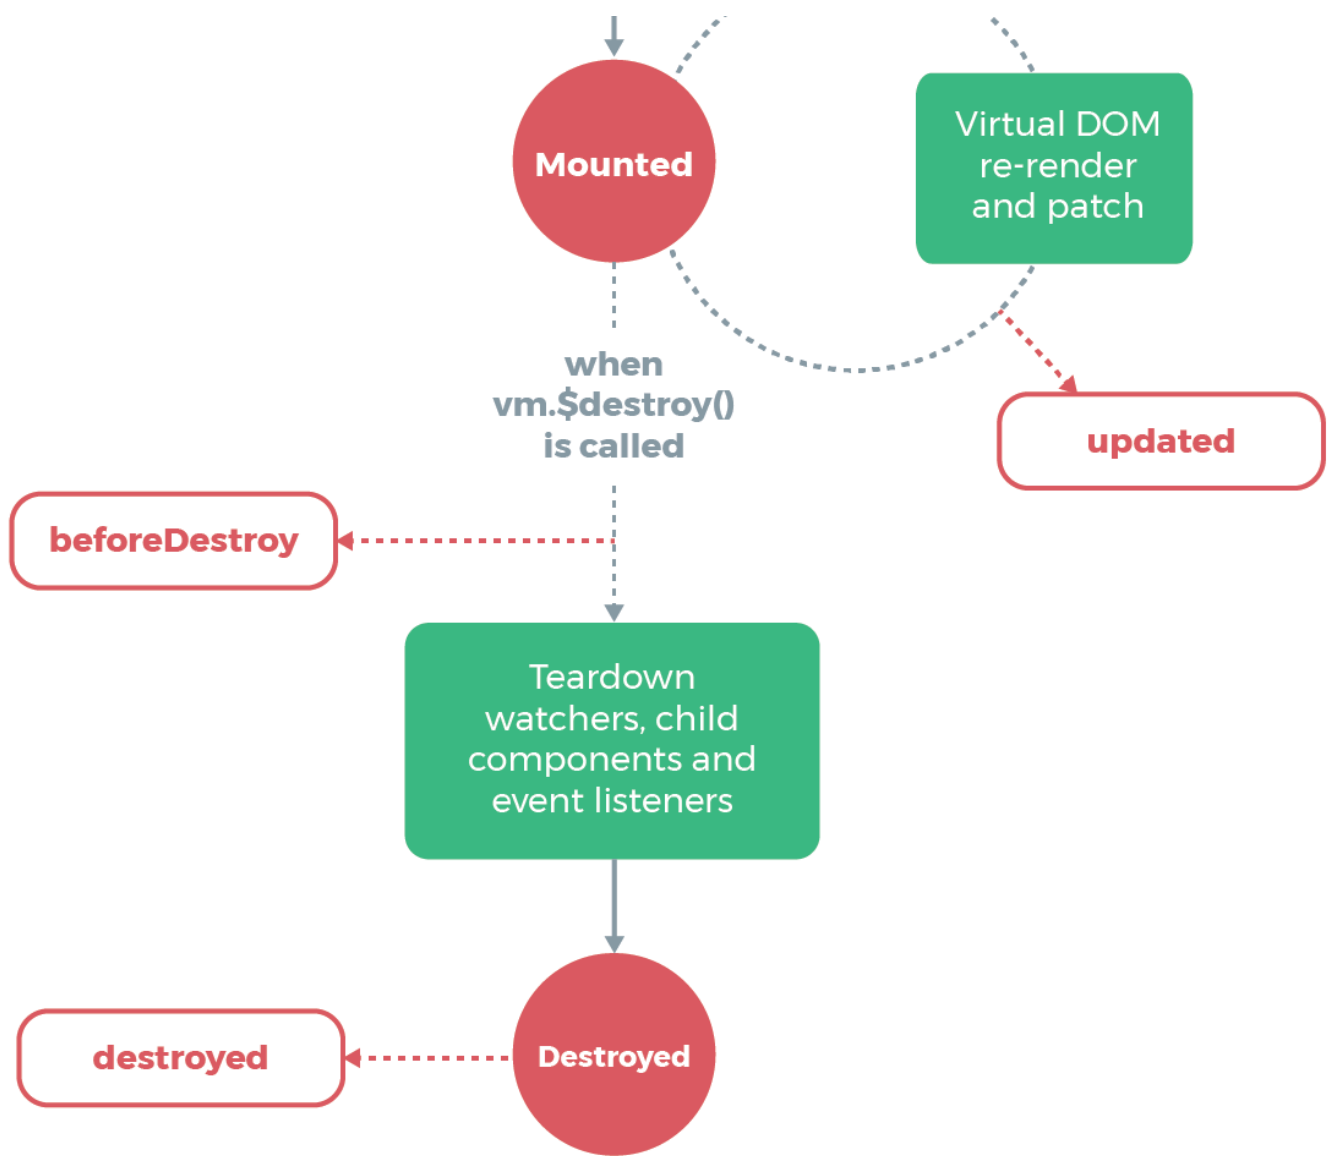 Virtual DOM
re-render
and patch
Mounted
when
vm.$destroy()
is called
updated
beforeDestroy
Teardown
watchers, child
components and
event listeners
destroyed
Destroyed